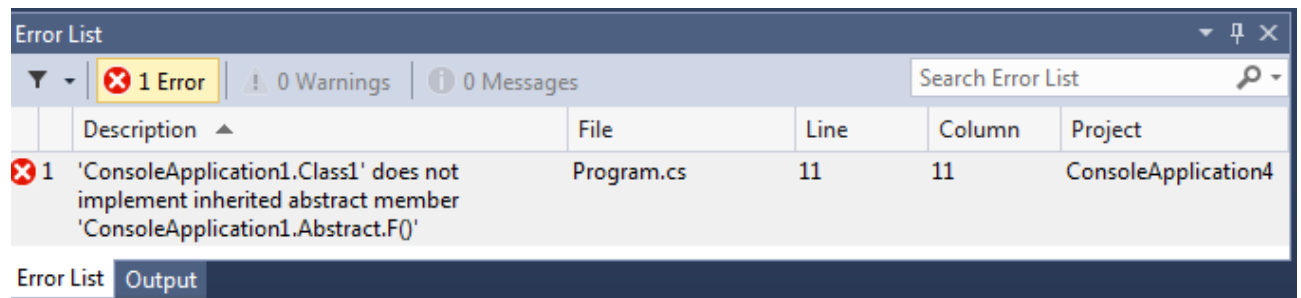 Error List
1 Error 0 Warnings 0 Messages Search Error List
Description File Line Column Project
1 'ConsoleApplication1.Class1' does not Program.cs 11 11 ConsoleApplication4
implement inherited abstract member
'ConsoleApplication1.Abstract.F()'
Error List Output